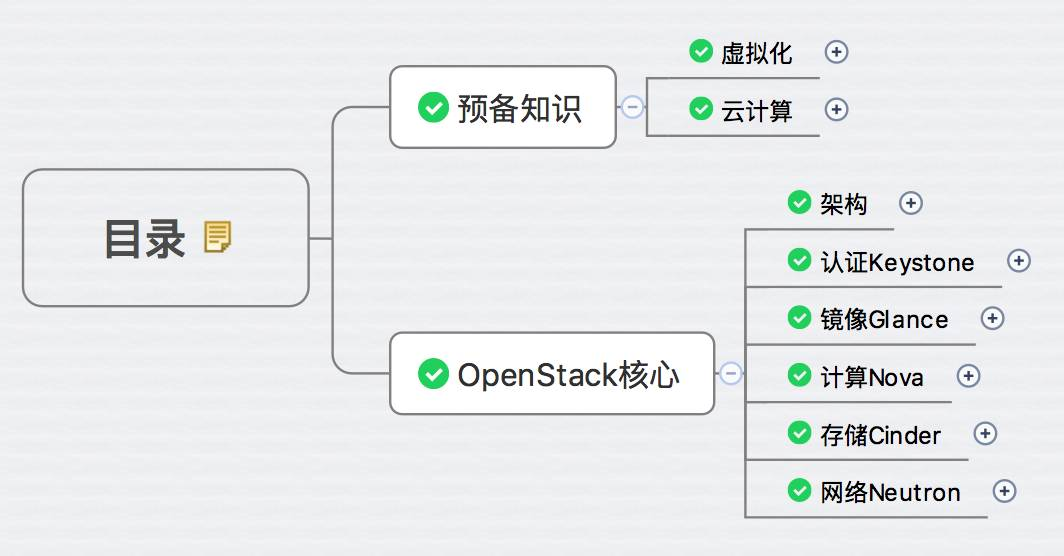 目录
预备知识
虚拟化
云计算
OpenStack核心
架构
认证Keystone
镜像Glance
计算Nova
存储Cinder
网络Neutron